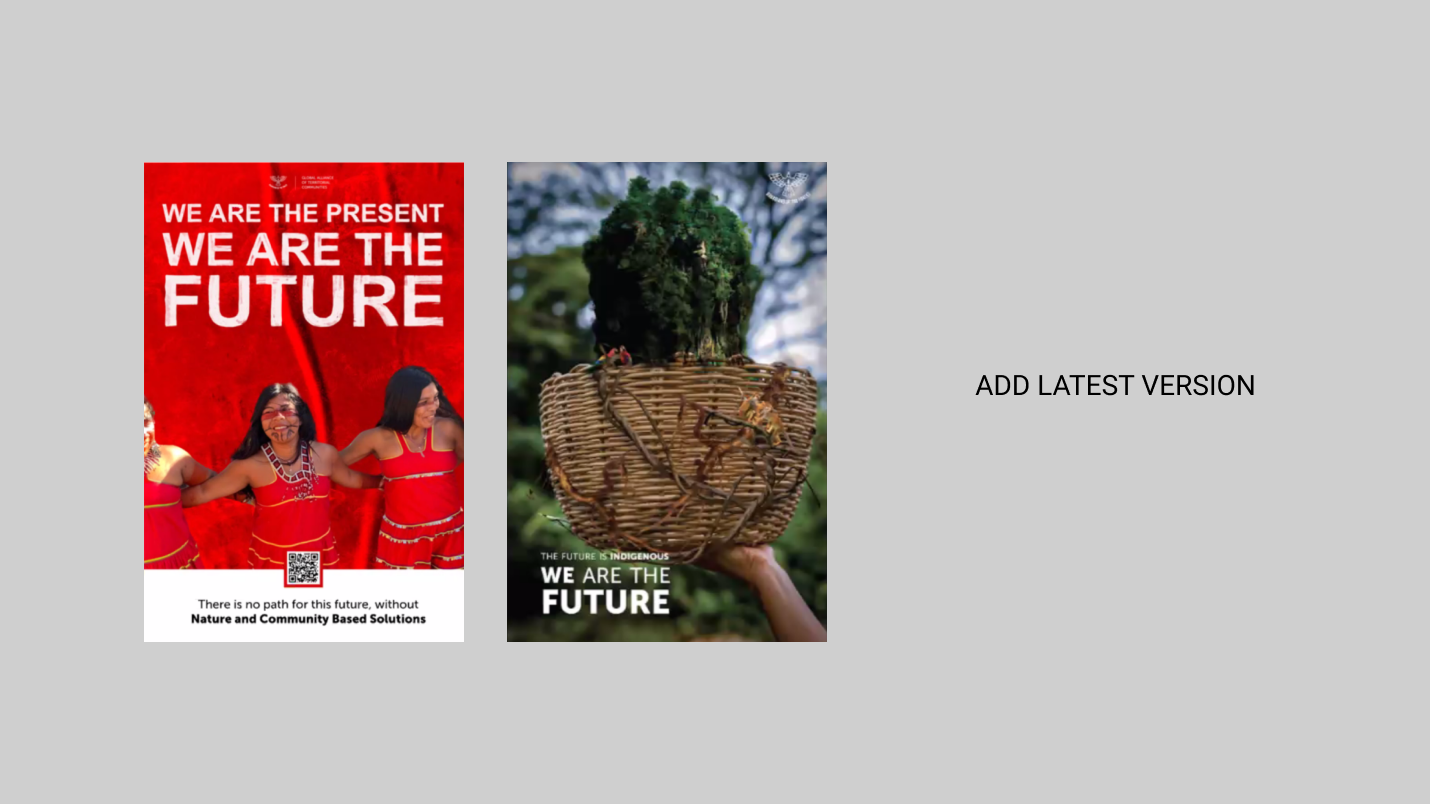 GLOBAL ALLIANCE
OF TERRITORIAL
COMMUNITIES
WE ARE THE PRESENT
WE ARE THE
FUTURE
There is no path for this future, without
Nature and Community Based Solutions
THE FUTURE IS INDIGENOUS
WE ARE THE
FUTURE
ADD LATEST VERSION